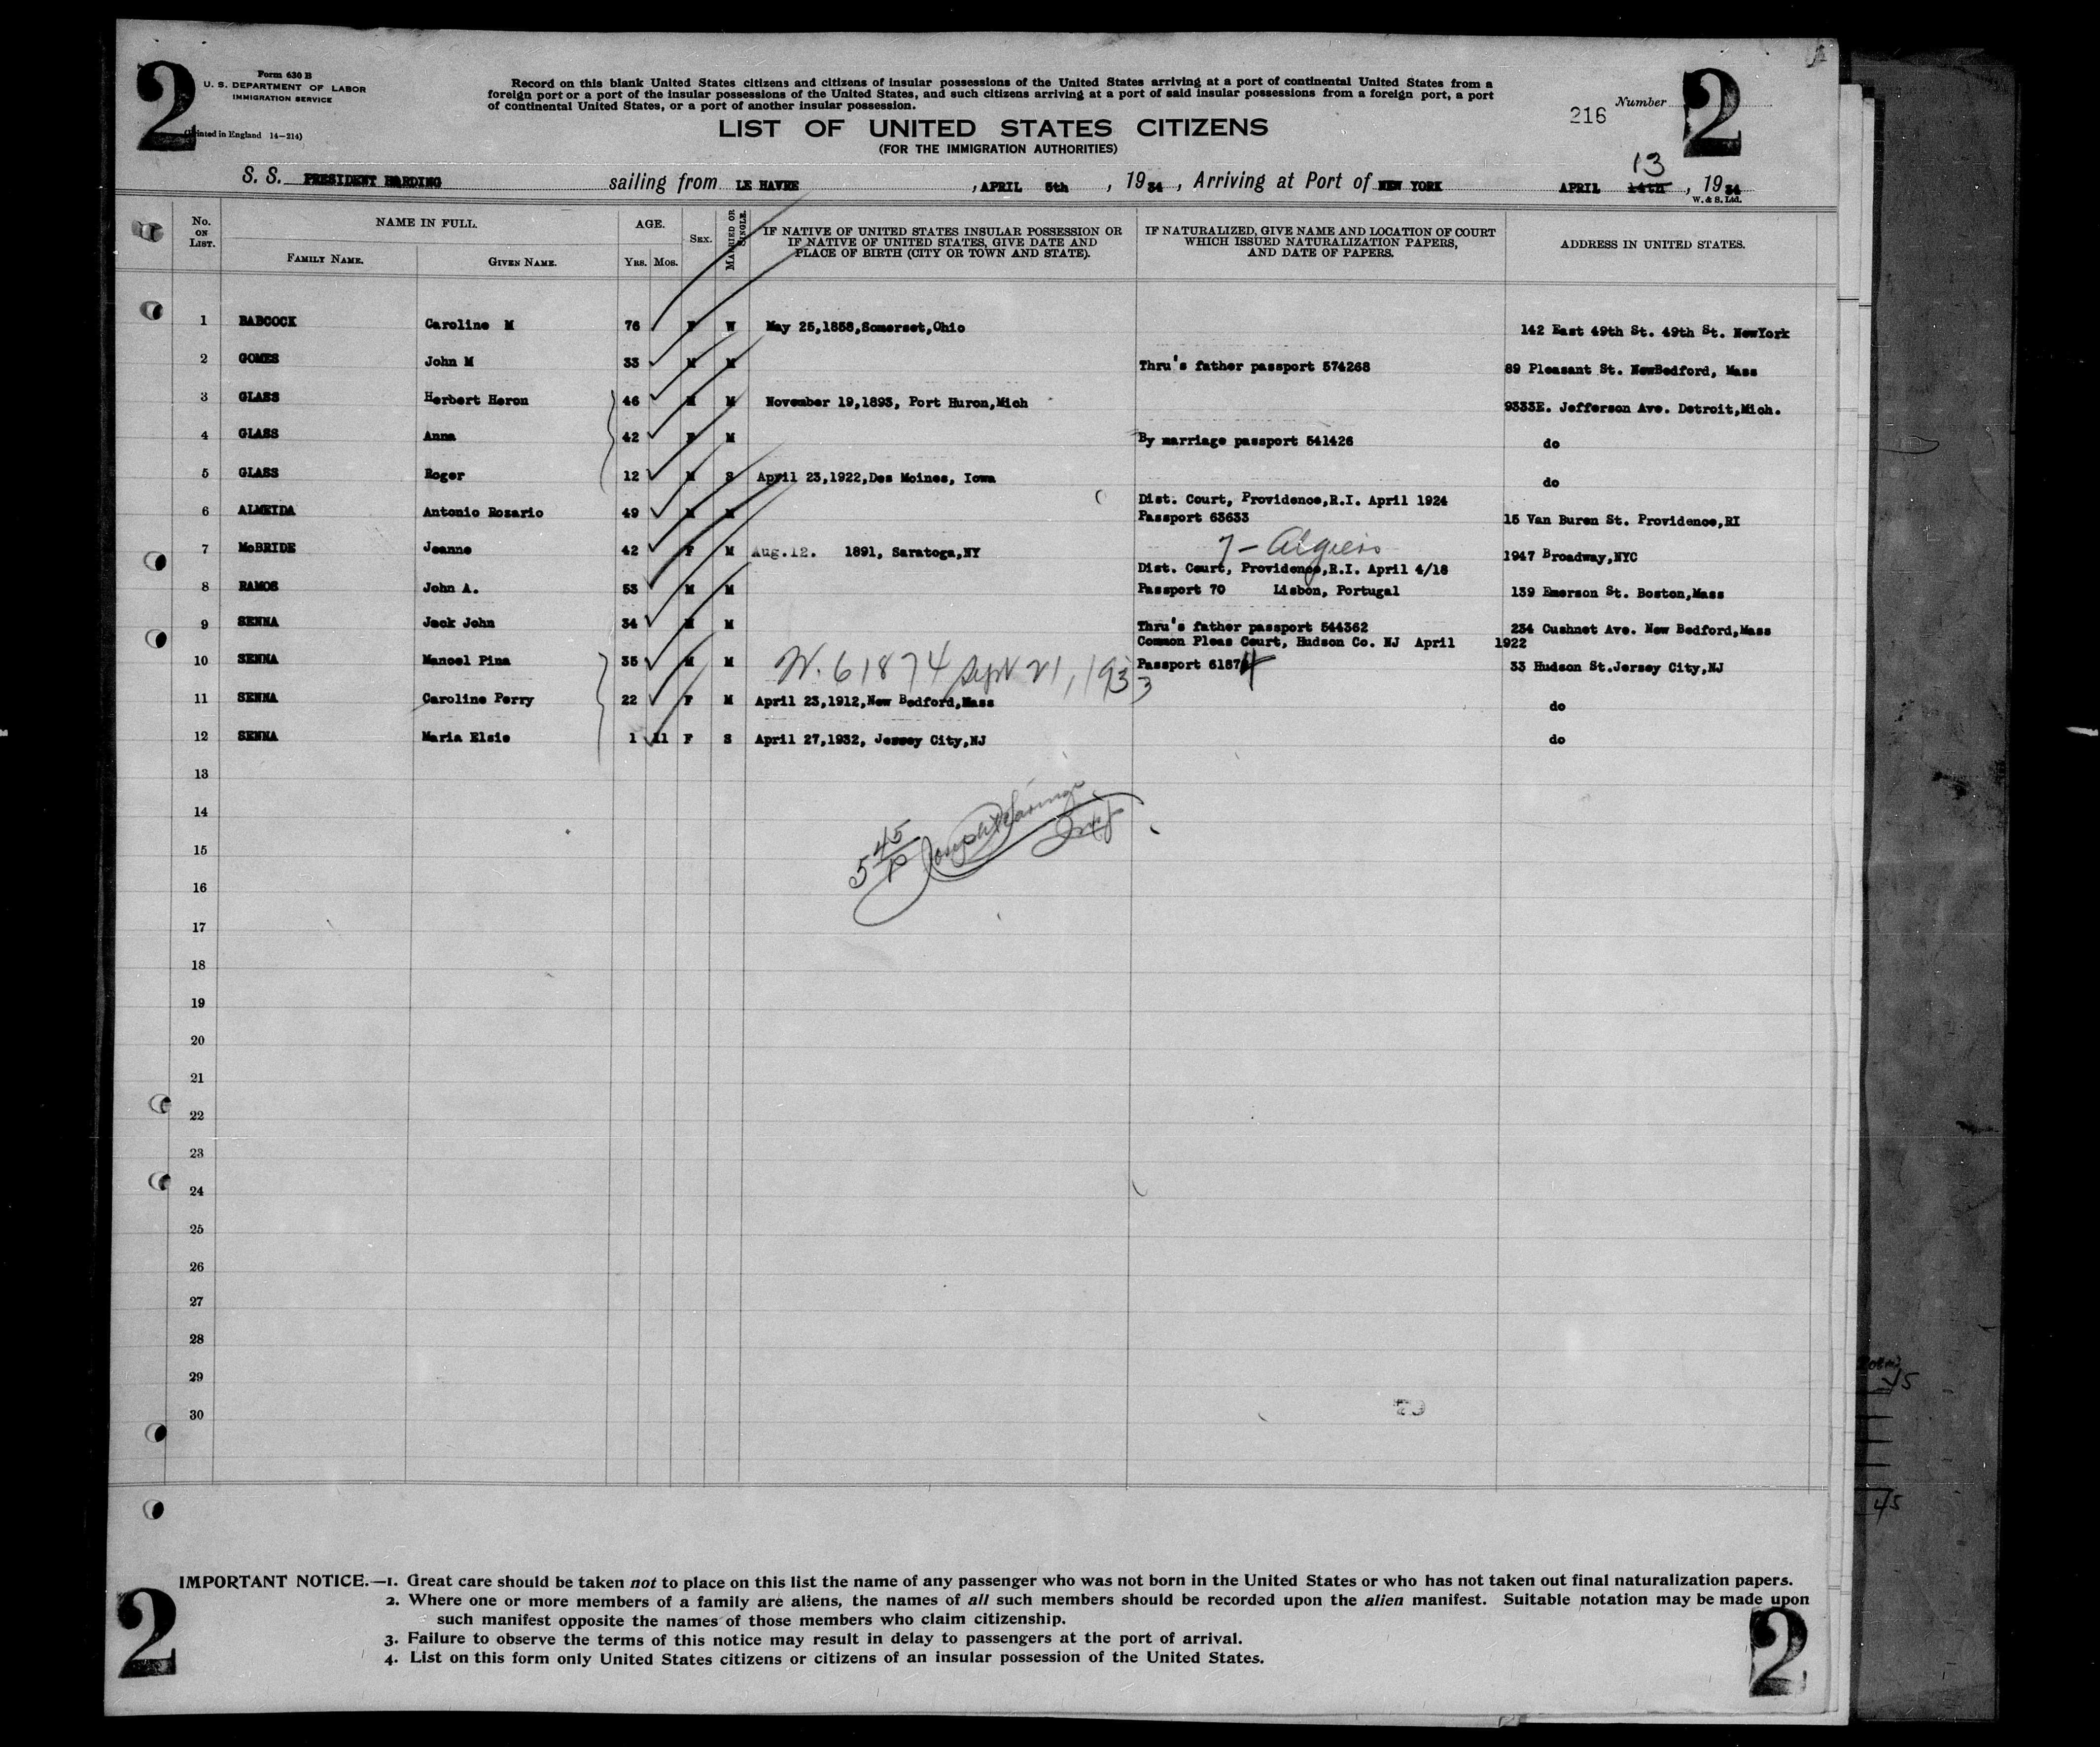 2
Form 630 B
U. S. DEPARTMENT OF LABOR
IMMIGRATION SERVICE
(Printed in England 14—214)
Record on this blank United States citizens and citizens of insular possessions of the United States arriving at a port of continental United States from a
foreign port or a port of the insular possessions of the United States, and such citizens arriving at a port of said insular possessions from a foreign port, a port
of continental United States, or a port of another insular possession.
LIST OF UNITED STATES CITIZENS
(FOR THE IMMIGRATION AUTHORITIES)
216 Number
2
S. S. PRESIDENT HARDING sailing from LE HAVRE , APRIL 5th , 1934 , Arriving at Port of NEW YORK APRIL 14th 13 , 1934
W. & S. Ltd.
No. ON LIST. NAME IN FULL. AGE. SEX. MARRIED OR SINGLE. IF NATIVE OF UNITED STATES INSULAR POSSESSION OR IF NATIVE OF UNITED STATES, GIVE DATE AND PLACE OF BIRTH (CITY OR TOWN AND STATE). IF NATURALIZED, GIVE NAME AND LOCATION OF COURT WHICH ISSUED NATURALIZATION PAPERS, AND DATE OF PAPERS. ADDRESS IN UNITED STATES.
FAMILY NAME. GIVEN NAME. YRS. MOS.
1 BABCOCK Caroline M 76 F W May 25,1858,Somerset,Ohio 142 East 49th St. 49th St. NewYork
2 GOMES John M 33 M M Thru's father passport 574268 89 Pleasant St. NewBedford, Mass
3 GLASS Herbert Heron 46 M M November 19,1893, Port Huron,Mich 9333E. Jefferson Ave. Detroit,Mich.
4 GLASS Anna 42 F M By marriage passport 541426 do
5 GLASS Roger 12 M S April 23,1922,Des Moines, Iowa do
Dist. Court, Providence,R.I. April 1924
6 ALMEIDA Antonio Rozario 49 M M Passport 63633 15 Van Buren St. Providence,RI
7 McBRIDE Jeanne 42 F M Aug.12. 1891, Saratoga,NY 7 - Algiers 1947 Broadway,NYC
Dist. Court, Providence,R.I. April 4/18
8 RAMOS John A. 53 M M Passport 70 Lisbon, Portugal 139 Emerson St. Boston,Mass
9 SENNA Jack John 34 M M Thru's father passport 544362 234 Cushnet Ave. New Bedford,Mass
Common Pleas Court, Hudson Co. NJ April 1922
10 SENNA Manoel Pina 35 M M N. 61874 Sept 21, 1933 Passport 61874 33 Hudson St.Jersey City,NJ
11 SENNA Caroline Perry 22 F M April 23,1912,New Bedford,Mass do
12 SENNA Maria Elsie 1 11 F S April 27,1932, Jersey City,NJ do
13
14
15
16
17
18
19
20
21
22
23
24
25
26
27
28
29
30
5 45/P Insp
IMPORTANT NOTICE.—1. Great care should be taken not to place on this list the name of any passenger who was not born in the United States or who has not taken out final naturalization papers.
2. Where one or more members of a family are aliens, the names of all such members should be recorded upon the alien manifest. Suitable notation may be made upon
such manifest opposite the names of those members who claim citizenship.
3. Failure to observe the terms of this notice may result in delay to passengers at the port of arrival.
4. List on this form only United States citizens or citizens of an insular possession of the United States.
2
2